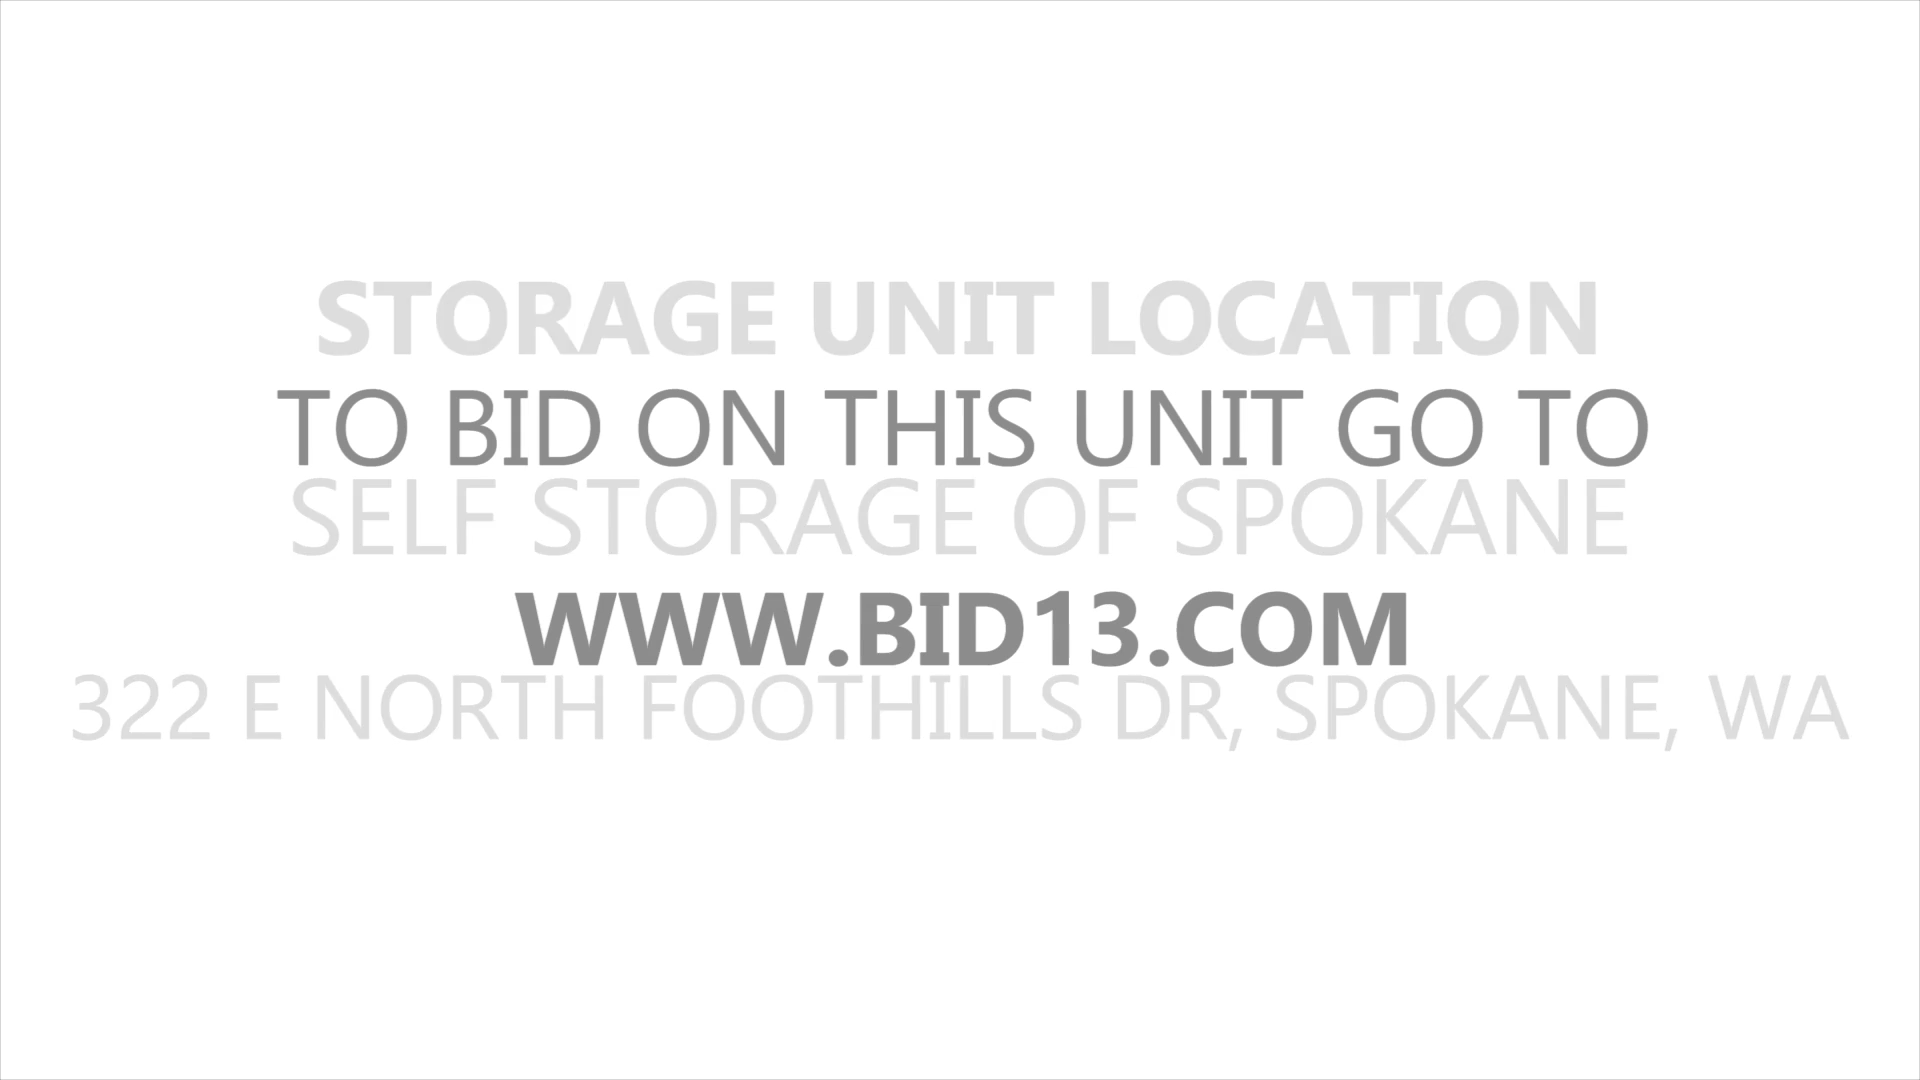 STORAGE UNIT LOCATION
TO BID ON THIS UNIT GO TO
SELF STORAGE OF SPOKANE
WWW.BID13.COM
322 E NORTH FOOTHILLS DR, SPOKANE, WA